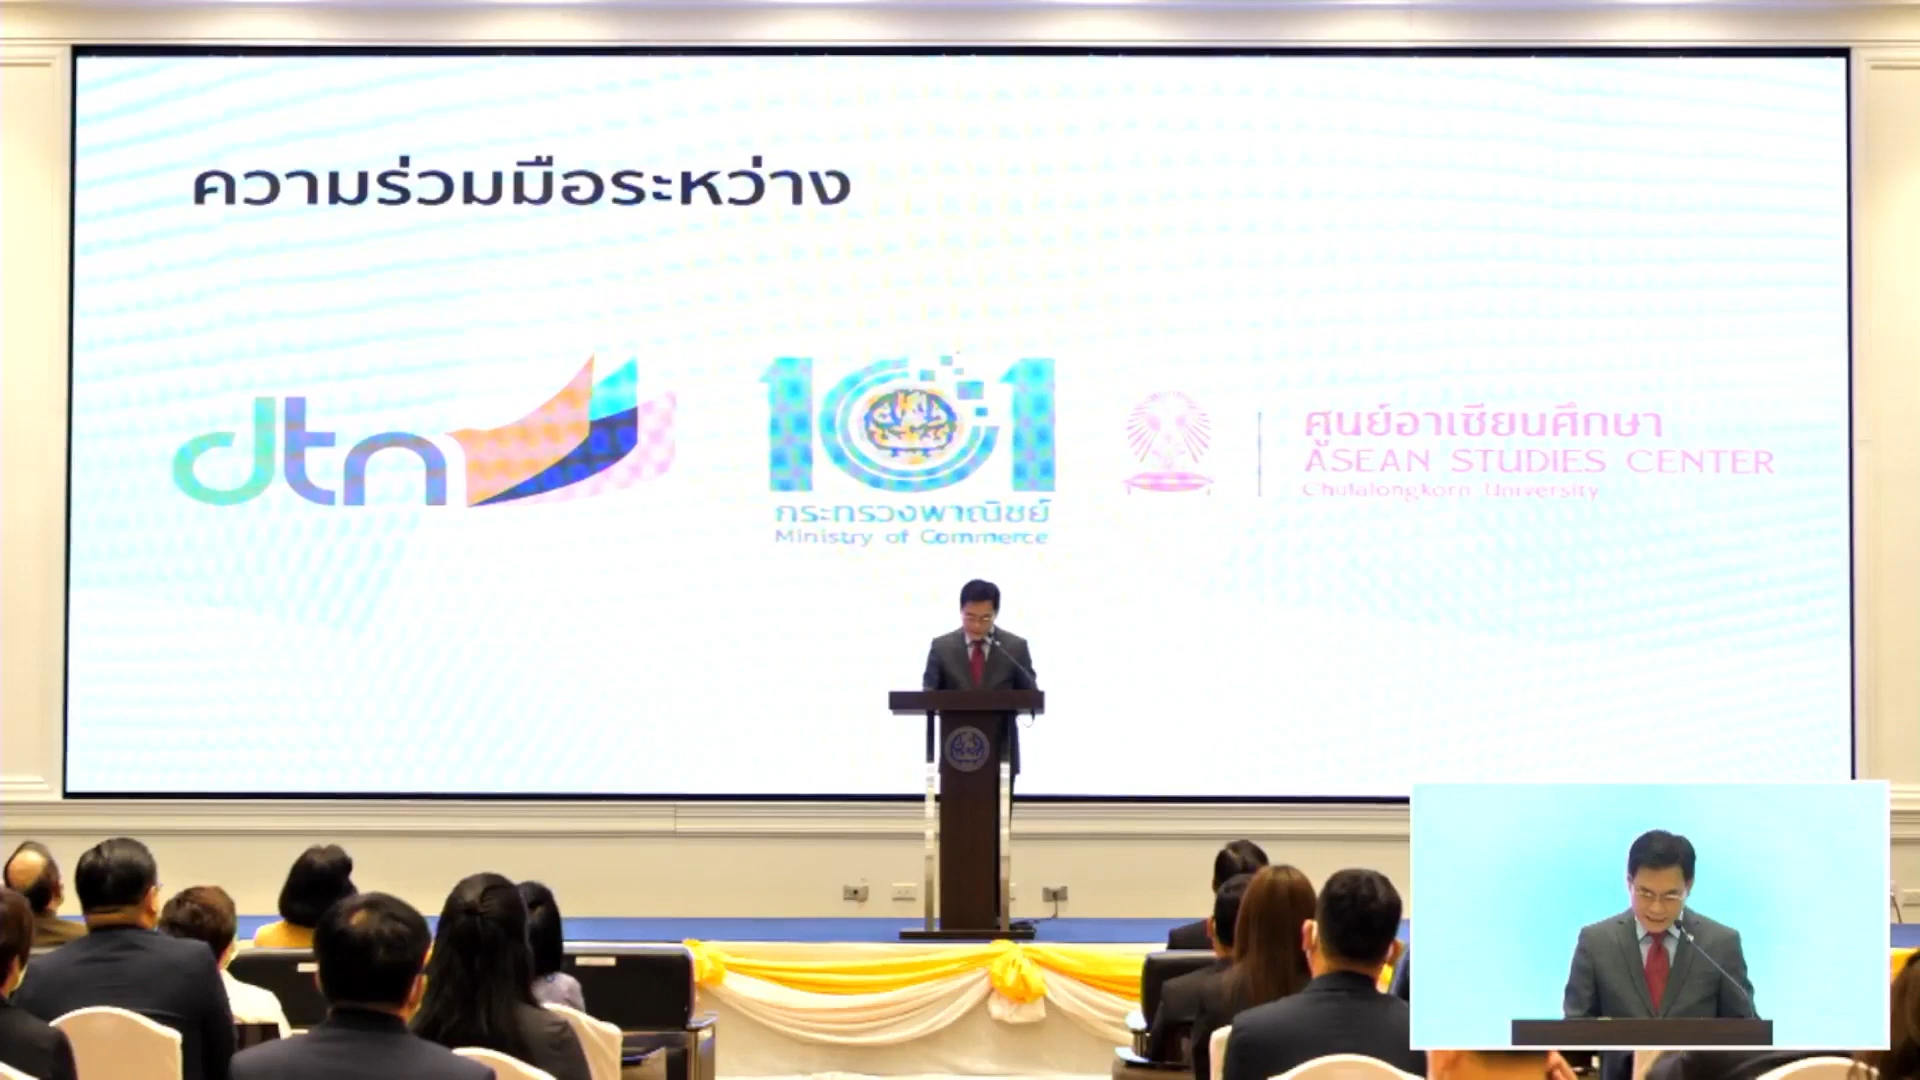 ความร่วมมือระหว่าง
dtn
101
กระทรวงพาณิชย์
Ministry of Commerce
ศูนย์อาเซียนศึกษา
ASEAN STUDIES CENTER
Chulalongkorn University